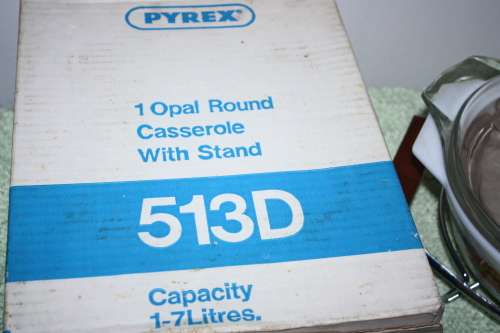 PYREX
1 Opal Round
Casserole
With Stand
513D
Capacity
1-7Litres.